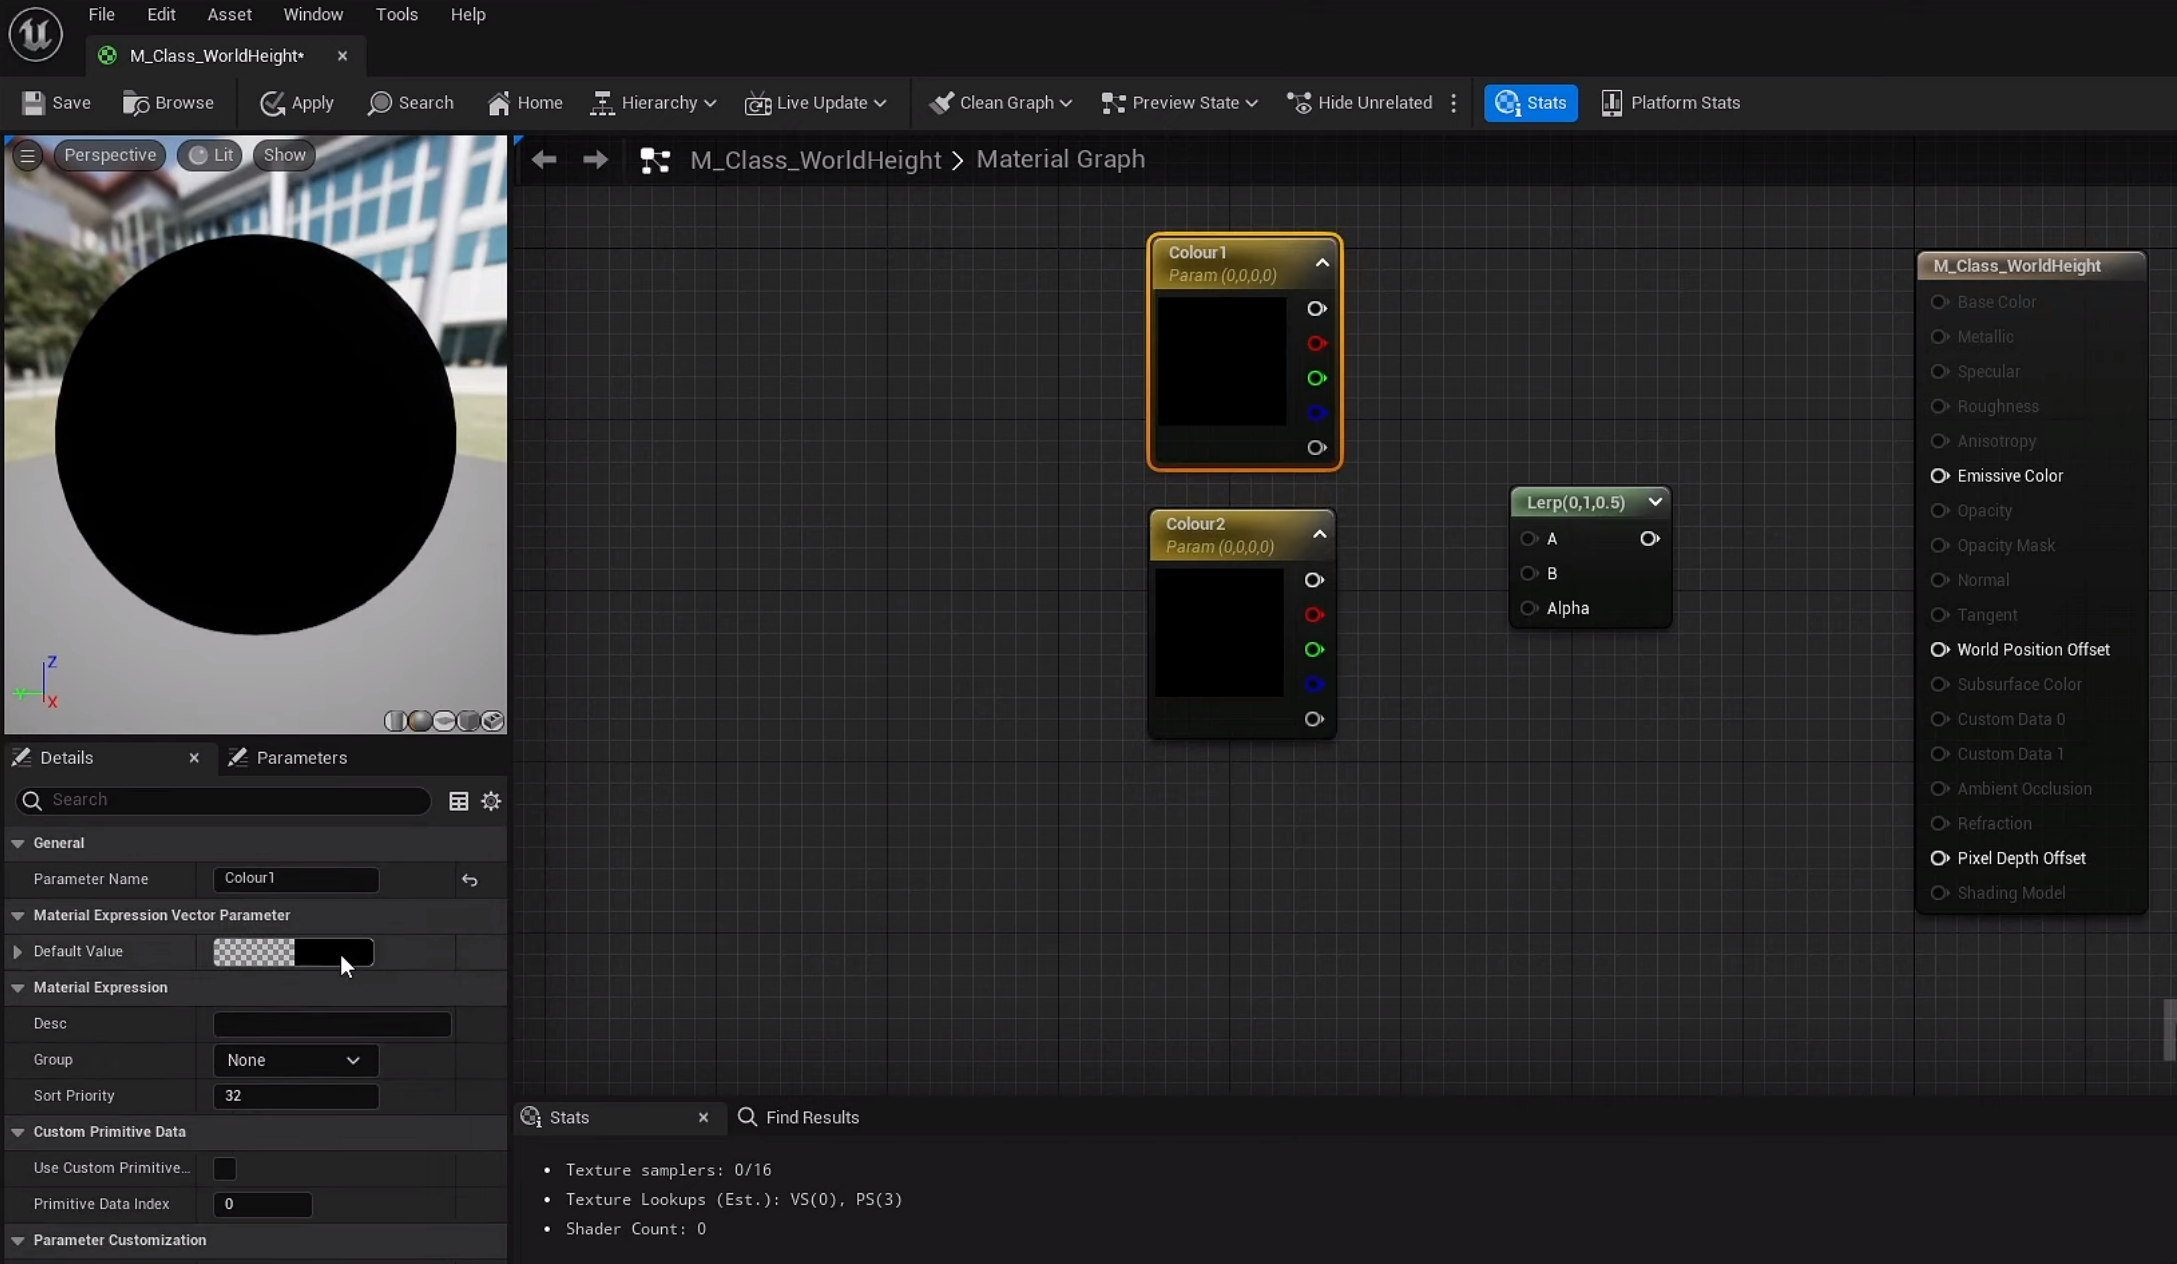 File Edit Asset Window Tools Help
M_Class_WorldHeight*
Save Browse Apply Search Home Hierarchy Live Update Clean Graph Preview State Hide Unrelated Stats Platform Stats
Perspective Lit Show
M_Class_WorldHeight > Material Graph
Colour1
Param (0,0,0,0)
Colour2
Param (0,0,0,0)
Lerp(0,1,0.5)
A
B
Alpha
M_Class_WorldHeight
Base Color
Metallic
Specular
Roughness
Anisotropy
Emissive Color
Opacity
Opacity Mask
Normal
Tangent
World Position Offset
Subsurface Color
Custom Data 0
Custom Data 1
Ambient Occlusion
Refraction
Pixel Depth Offset
Shading Model
Z
Y
X
Details Parameters
Search
General
Parameter Name Colour1
Material Expression Vector Parameter
Default Value
Material Expression
Desc
Group None
Sort Priority 32
Custom Primitive Data
Use Custom Primitive...
Primitive Data Index 0
Parameter Customization
Stats Find Results
• Texture samplers: 0/16
• Texture Lookups (Est.): VS(0), PS(3)
• Shader Count: 0